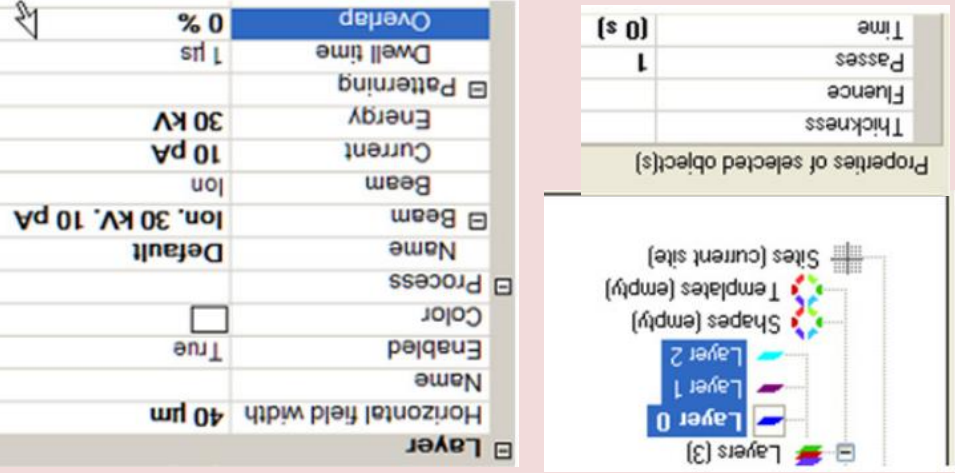 Layer
Horizontal field width 40 µm
Name
Enabled True
Color
Process
Name Default
Beam Ion, 30 kV, 10 pA
Beam Ion
Current 10 pA
Energy 30 kV
Patterning
Dwell time 1 µs
Overlap 0 %
Layers (3)
Layer 0
Layer 1
Layer 2
Shapes (empty)
Templates (empty)
Sites (current site)
Properties of selected object(s)
Thickness
Fluence
Passes 1
Time (0 s)